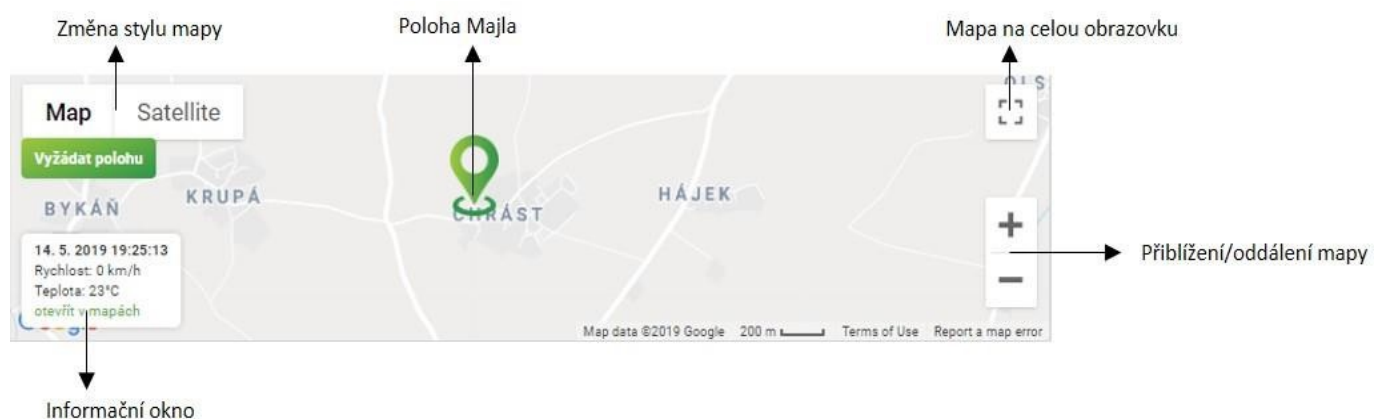 Změna stylu mapy
Poloha Majla
Mapa na celou obrazovku
Map
Satellite
OLS
Vyžádat polohu
KRUPÁ
HÁJEK
BYKÁŇ
CHRÁST
14. 5. 2019 19:25:13
Rychlost: 0 km/h
Teplota: 23°C
otevřít v mapách
Přiblížení/oddálení mapy
Map data ©2019 Google
200 m
Terms of Use
Report a map error
Informační okno